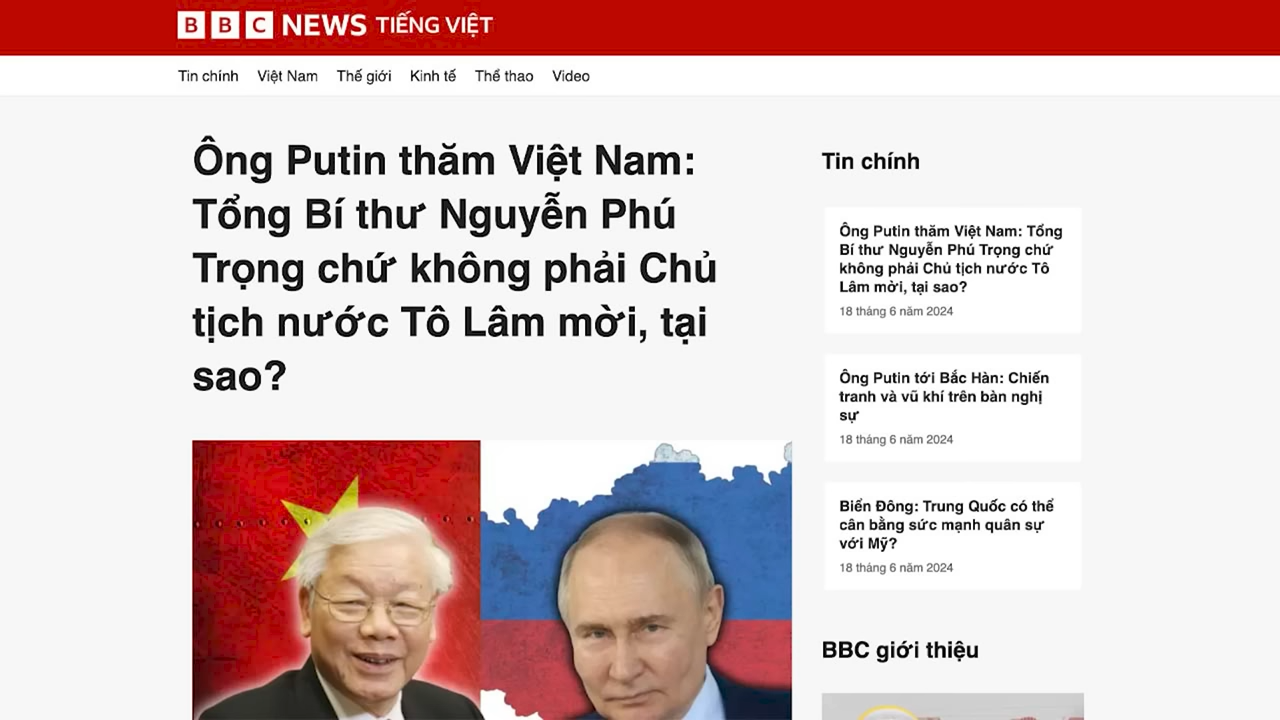 BBC NEWS TIẾNG VIỆT
Tin chính Việt Nam Thế giới Kinh tế Thể thao Video
Ông Putin thăm Việt Nam:
Tổng Bí thư Nguyễn Phú
Trọng chứ không phải Chủ
tịch nước Tô Lâm mời, tại
sao?
Tin chính
Ông Putin thăm Việt Nam: Tổng
Bí thư Nguyễn Phú Trọng chứ
không phải Chủ tịch nước Tô
Lâm mời, tại sao?
18 tháng 6 năm 2024
Ông Putin tới Bắc Hàn: Chiến
tranh và vũ khí trên bàn nghị
sự
18 tháng 6 năm 2024
Biển Đông: Trung Quốc có thể
cân bằng sức mạnh quân sự
với Mỹ?
18 tháng 6 năm 2024
BBC giới thiệu